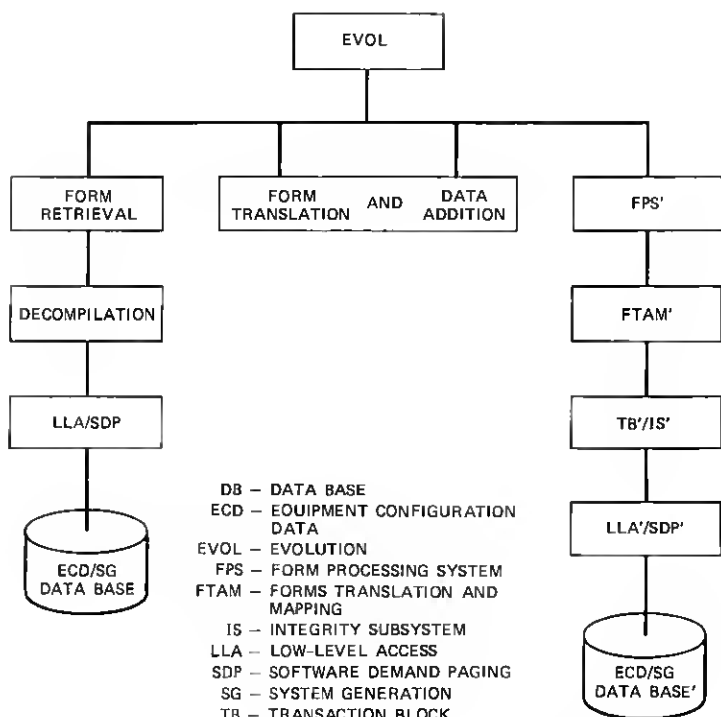 EVOL
FORM
RETRIEVAL
FORM
TRANSLATION
AND
DATA
ADDITION
FPS'
DECOMPILATION
FTAM'
LLA/SDP
TB'/IS'
LLA'/SDP'
ECD/SG
DATA BASE
ECD/SG
DATA BASE'
DB – DATA BASE
ECD – EQUIPMENT CONFIGURATION
DATA
EVOL – EVOLUTION
FPS – FORM PROCESSING SYSTEM
FTAM – FORMS TRANSLATION AND
MAPPING
IS – INTEGRITY SUBSYSTEM
LLA – LOW-LEVEL ACCESS
SDP – SOFTWARE DEMAND PAGING
SG – SYSTEM GENERATION
TB – TRANSACTION BLOCK